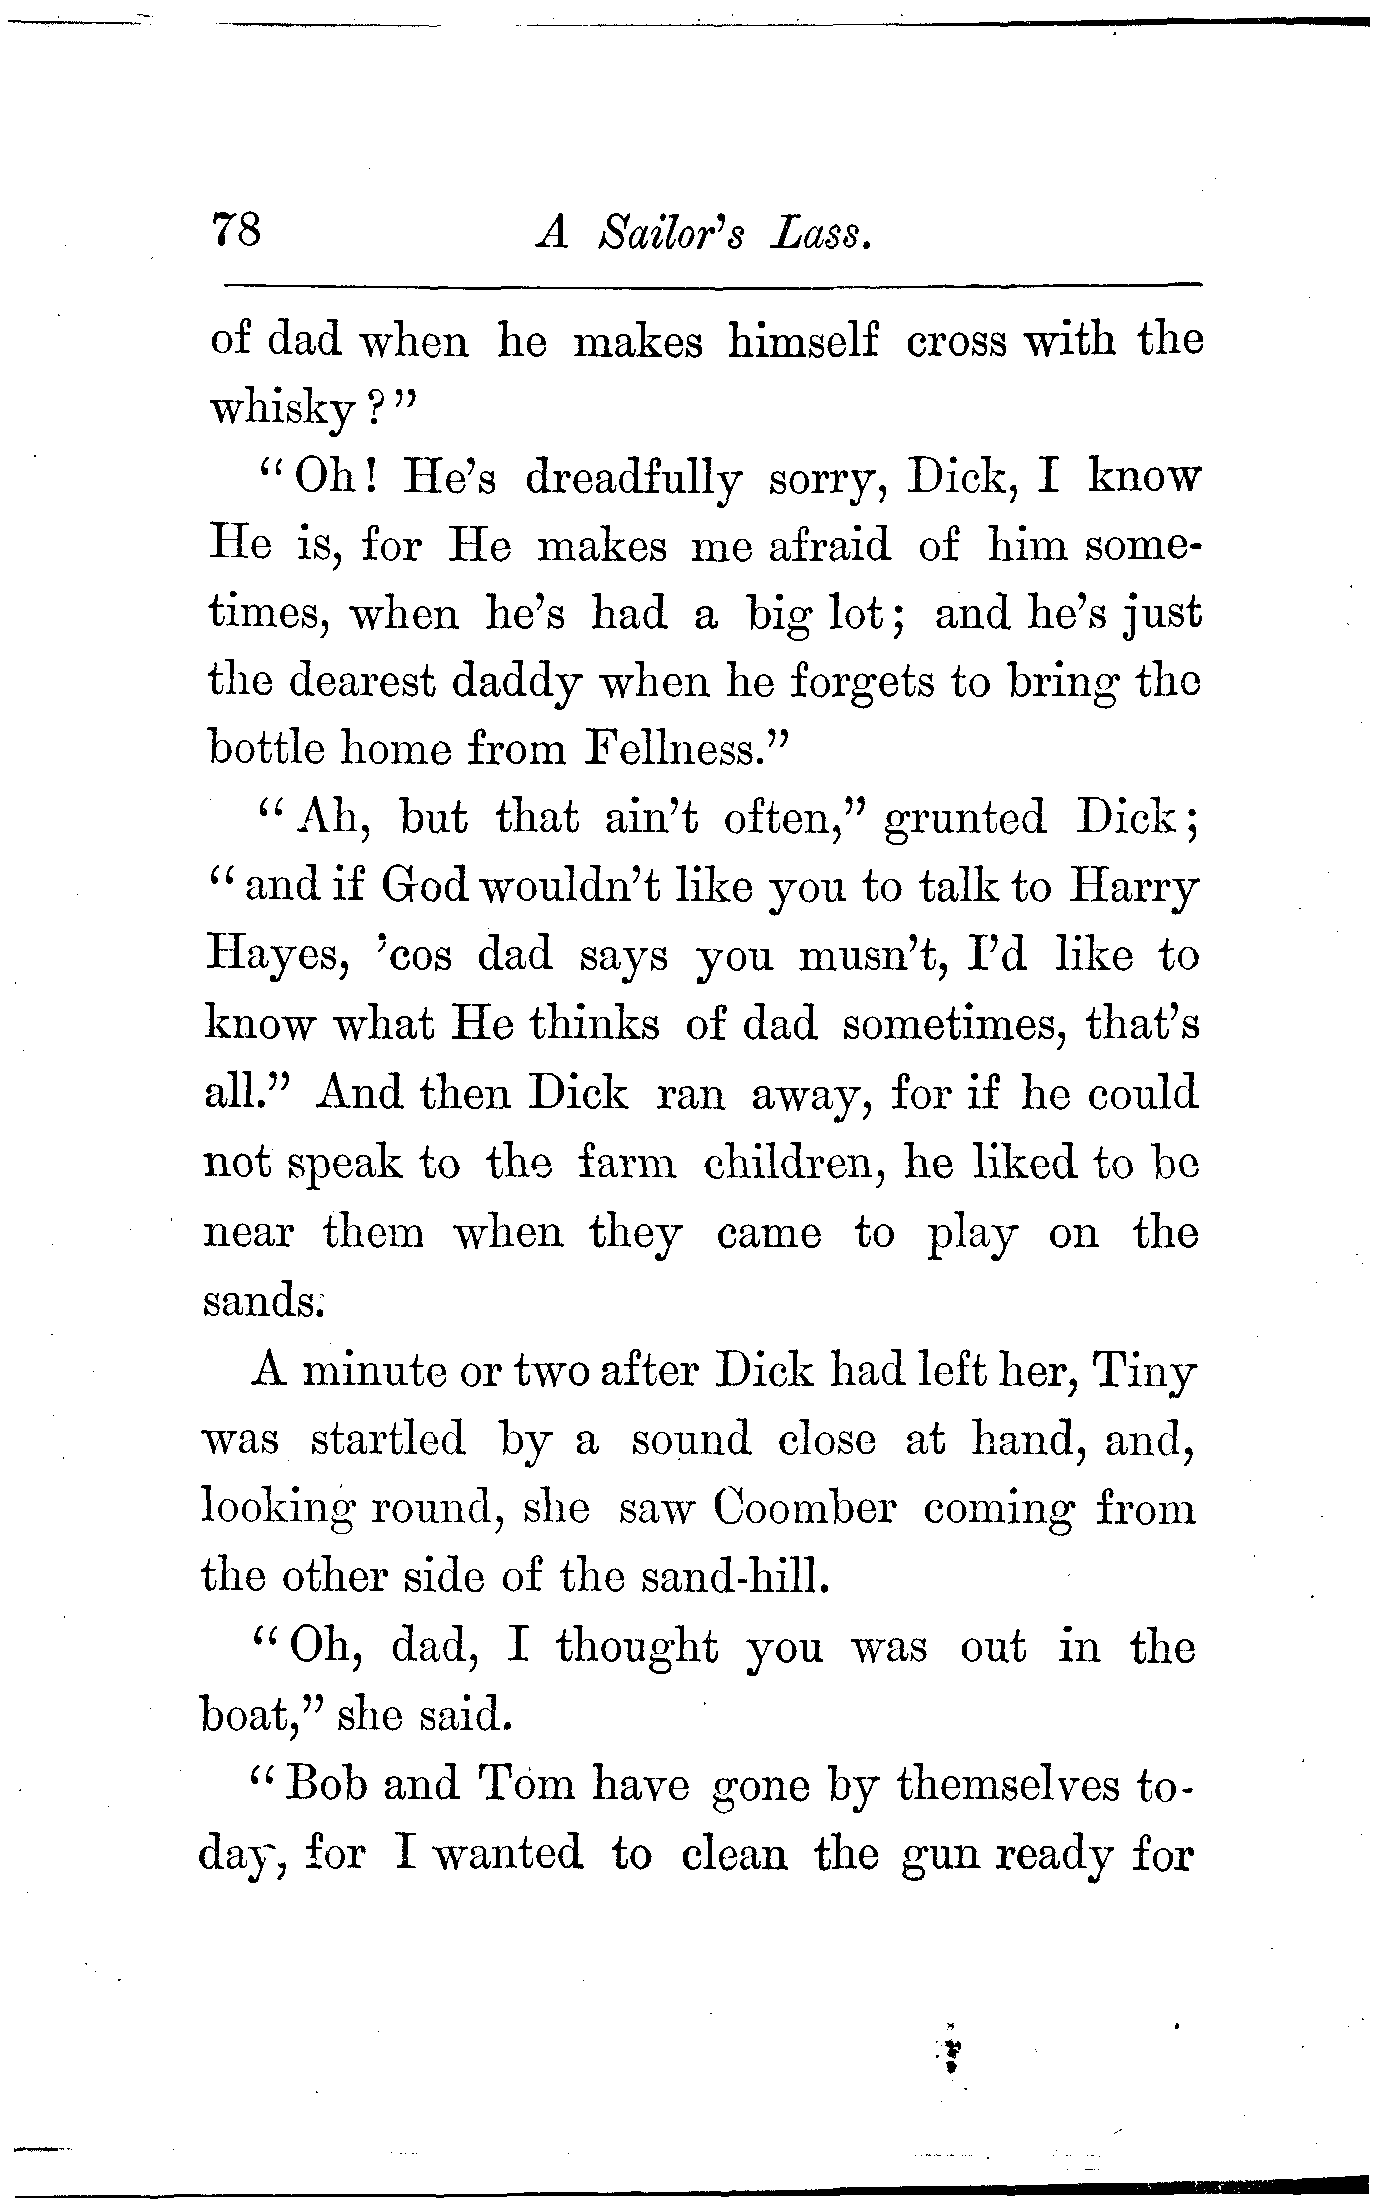 78 A Sailor's Lass.
of dad when he makes himself cross with the
whisky?"
"Oh! He's dreadfully sorry, Dick, I know
He is, for He makes me afraid of him some-
times, when he's had a big lot; and he's just
the dearest daddy when he forgets to bring the
bottle home from Fellness."
"Ah, but that ain't often," grunted Dick;
"and if God wouldn't like you to talk to Harry
Hayes, 'cos dad says you musn't, I'd like to
know what He thinks of dad sometimes, that's
all." And then Dick ran away, for if he could
not speak to the farm children, he liked to be
near them when they came to play on the
sands.
A minute or two after Dick had left her, Tiny
was startled by a sound close at hand, and,
looking round, she saw Coomber coming from
the other side of the sand-hill.
"Oh, dad, I thought you was out in the
boat," she said.
"Bob and Tom have gone by themselves to-
day, for I wanted to clean the gun ready for